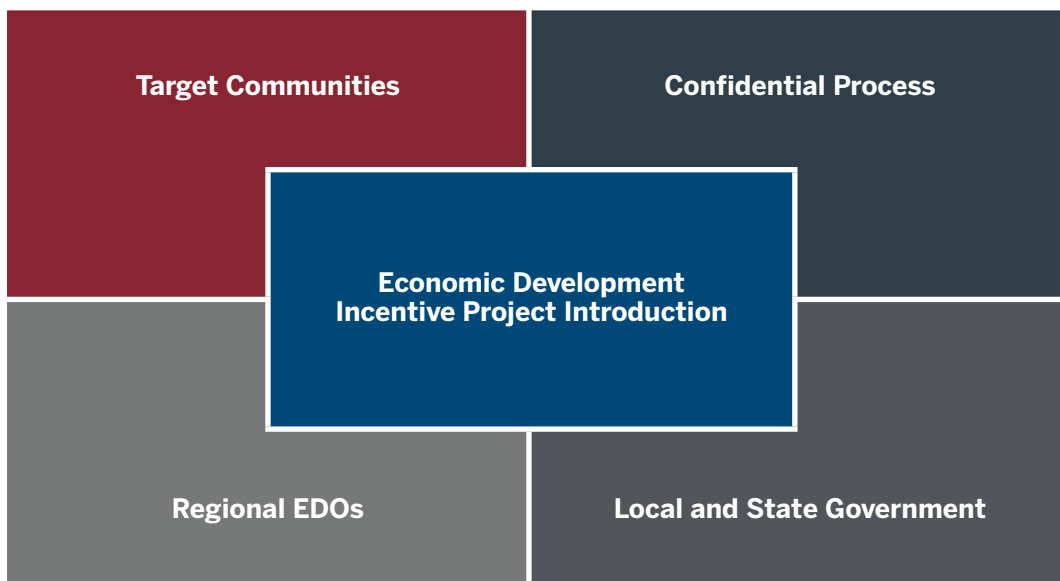 Target Communities
Confidential Process
Economic Development
Incentive Project Introduction
Regional EDOs
Local and State Government